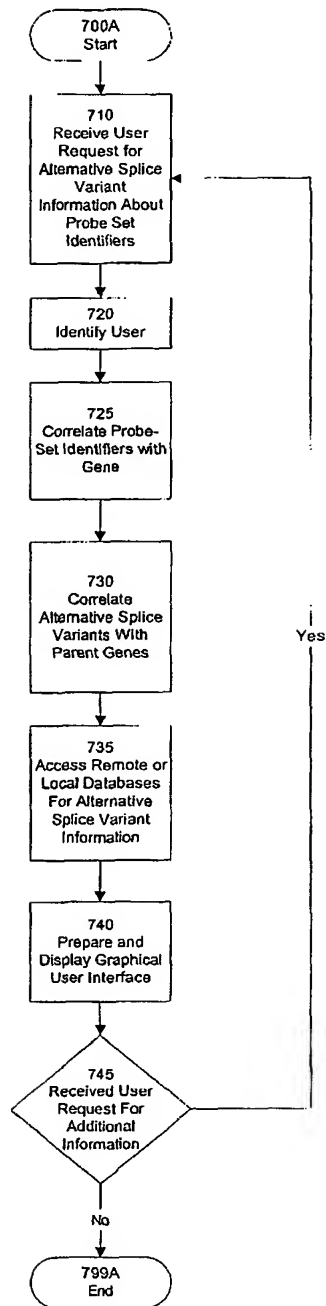 700A
Start
710
Receive User
Request for
Alternative Splice
Variant
Information About
Probe Set
Identifiers
720
Identify User
725
Correlate Probe-
Set Identifiers with
Gene
730
Correlate
Alternative Splice
Variants With
Parent Genes
Yes
735
Access Remote or
Local Databases
For Alternative
Splice Variant
Information
740
Prepare and
Display Graphical
User Interface
745
Received User
Request For
Additional
Information
No
799A
End